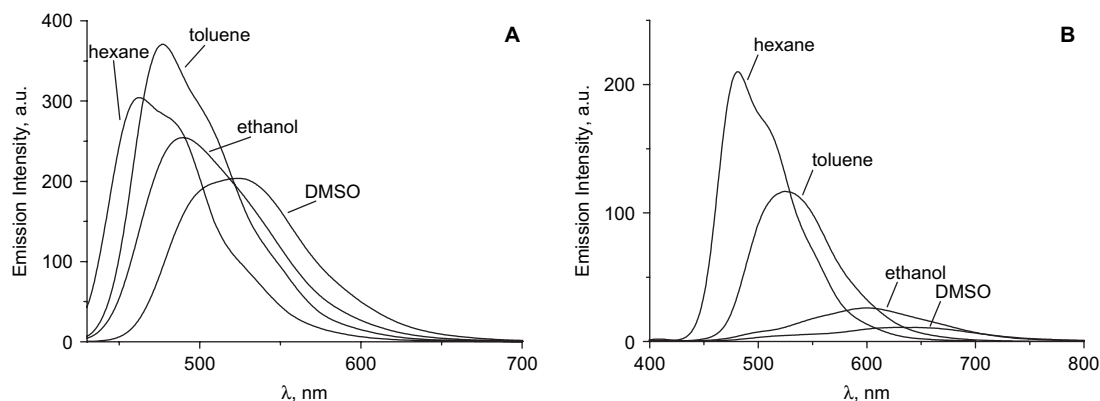 A
Emission Intensity, a.u.
400
300
200
100
0
hexane
toluene
ethanol
DMSO
500
600
700
λ, nm
B
Emission Intensity, a.u.
200
100
0
hexane
toluene
ethanol
DMSO
400
500
600
700
800
λ, nm